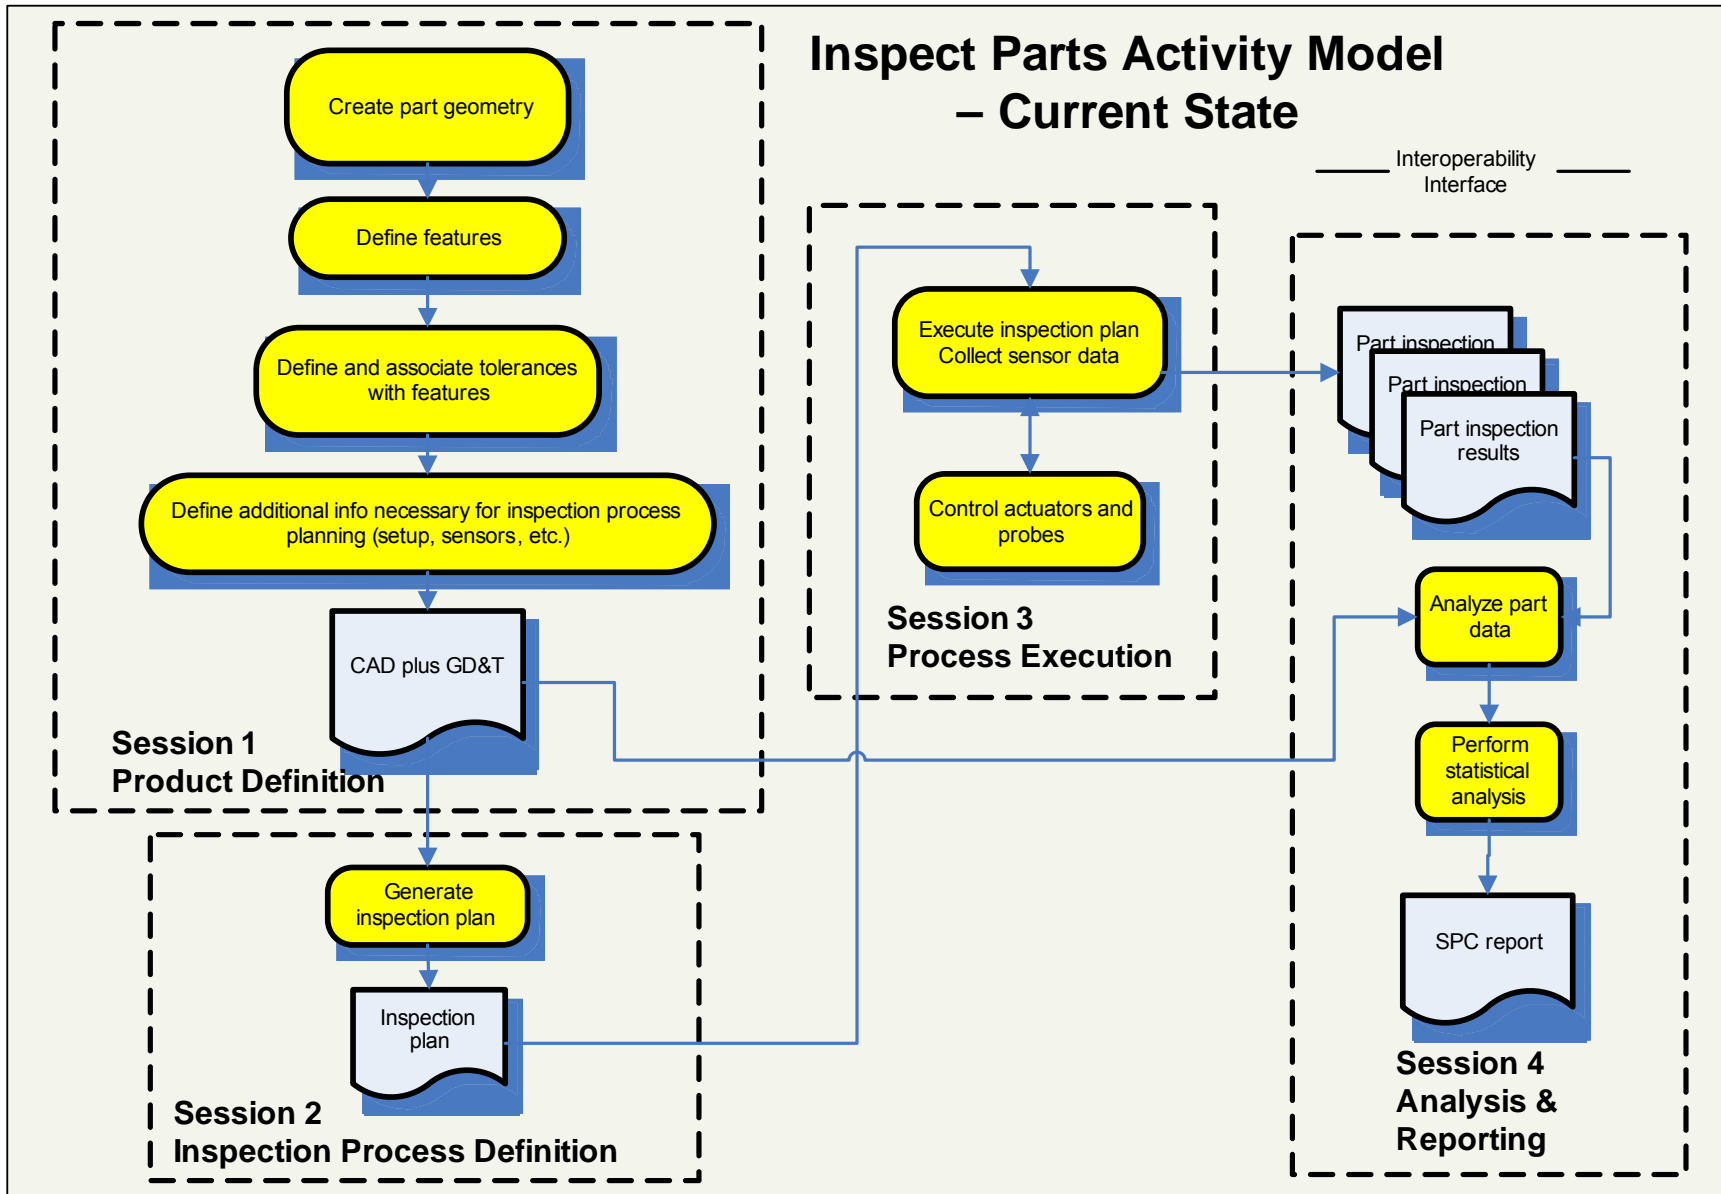 Inspect Parts Activity Model
– Current State
Interoperability
Interface
Create part geometry
Define features
Define and associate tolerances
with features
Define additional info necessary for inspection process
planning (setup, sensors, etc.)
CAD plus GD&T
Session 1
Product Definition
Generate
inspection plan
Inspection
plan
Session 2
Inspection Process Definition
Execute inspection plan
Collect sensor data
Control actuators and
probes
Session 3
Process Execution
Part inspection
Part inspection
Part inspection
results
Analyze part
data
Perform
statistical
analysis
SPC report
Session 4
Analysis &
Reporting